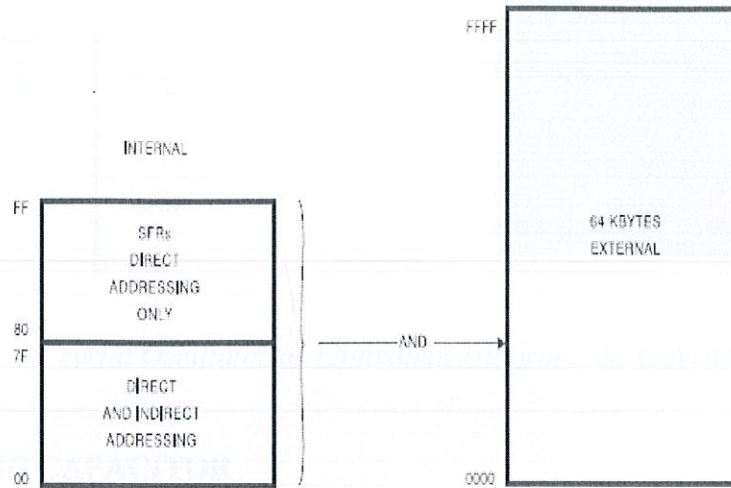 FFFF
INTERNAL
FF
SFRs
DIRECT
ADDRESSING
ONLY
80
7F
DIRECT
AND INDIRECT
ADDRESSING
00
AND
64 KBYTES
EXTERNAL
0000
CAPACITOR